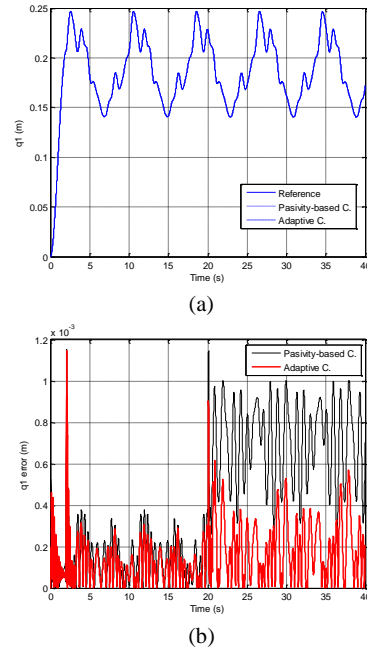 0.25
0.2
0.15
0.1
0.05
0
q1 (m)
Reference
Pasivity-based C.
Adaptive C.
0 5 10 15 20 25 30 35 40
Time (s)
(a)
x 10⁻³
1.2
1
0.8
0.6
0.4
0.2
0
q1 error (m)
Pasivity-based C.
Adaptive C.
0 5 10 15 20 25 30 35 40
Time (s)
(b)